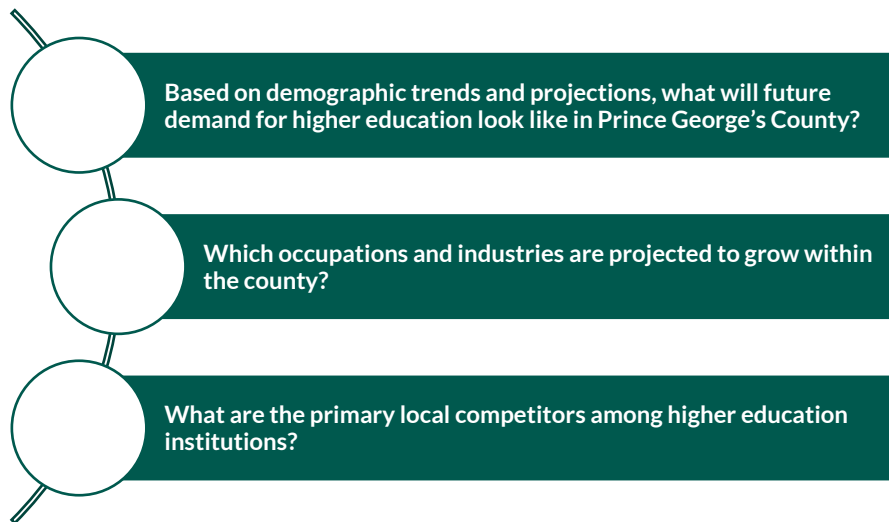 Based on demographic trends and projections, what will future
demand for higher education look like in Prince George’s County?
Which occupations and industries are projected to grow within
the county?
What are the primary local competitors among higher education
institutions?